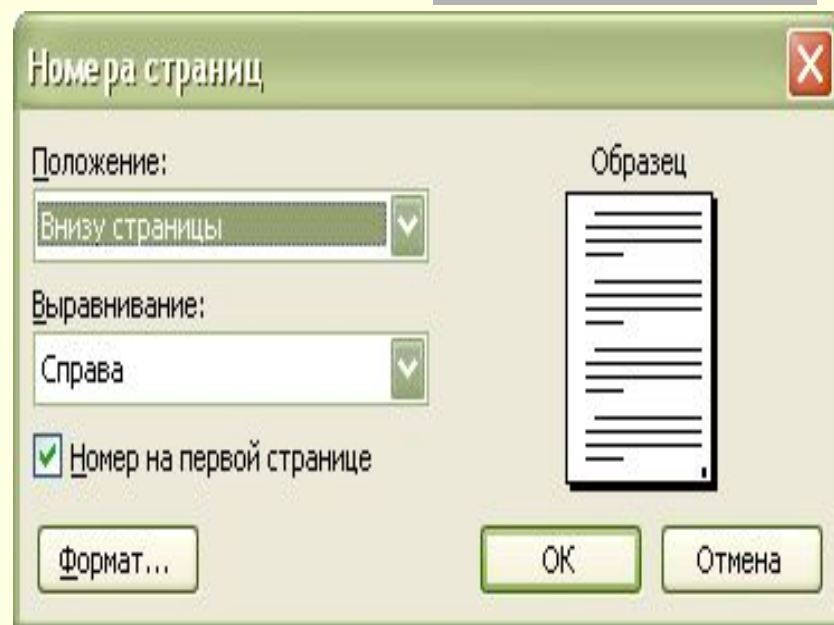 Номера страниц
Положение:
Образец
Внизу страницы
Выравнивание:
Справа
Номер на первой странице
Формат...
ОК
Отмена